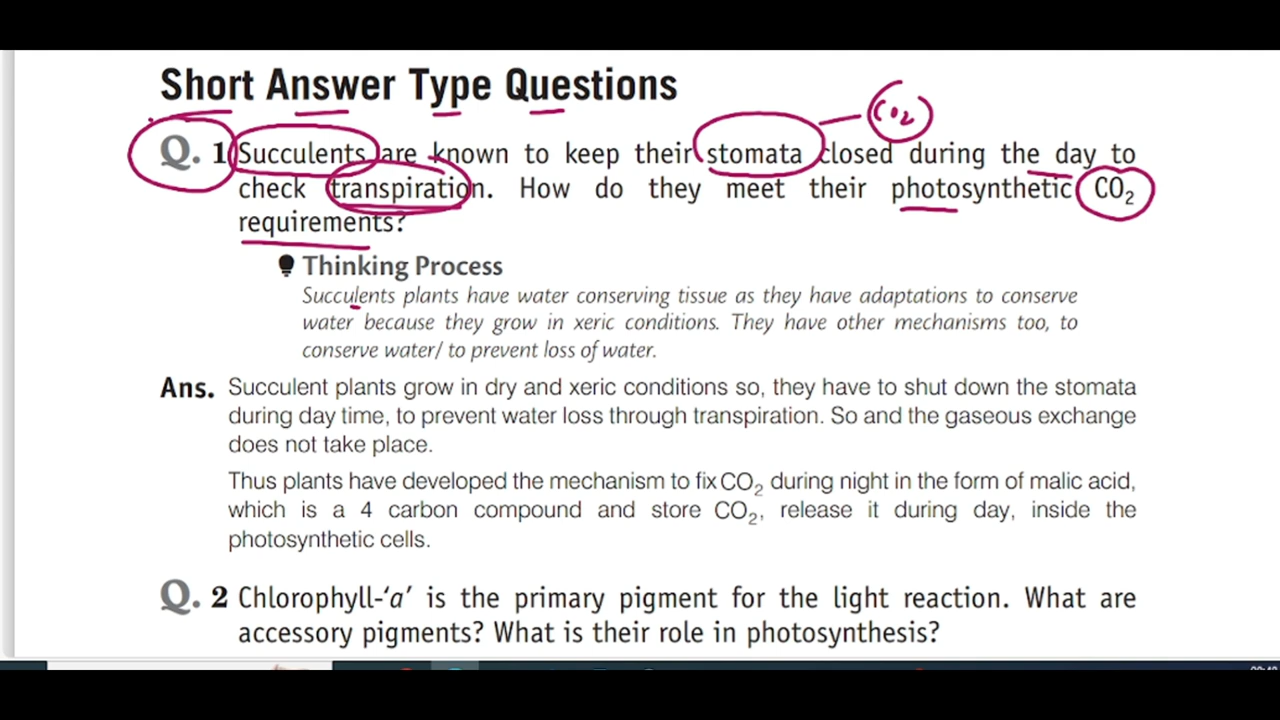 Short Answer Type Questions
CO2
Q. 1 Succulents are known to keep their stomata closed during the day to
check transpiration. How do they meet their photosynthetic CO₂
requirements?
Thinking Process
Succulents plants have water conserving tissue as they have adaptations to conserve
water because they grow in xeric conditions. They have other mechanisms too, to
conserve water/ to prevent loss of water.
Ans. Succulent plants grow in dry and xeric conditions so, they have to shut down the stomata
during day time, to prevent water loss through transpiration. So and the gaseous exchange
does not take place.
Thus plants have developed the mechanism to fix CO₂ during night in the form of malic acid,
which is a 4 carbon compound and store CO₂, release it during day, inside the
photosynthetic cells.
Q. 2 Chlorophyll-‘a’ is the primary pigment for the light reaction. What are
accessory pigments? What is their role in photosynthesis?